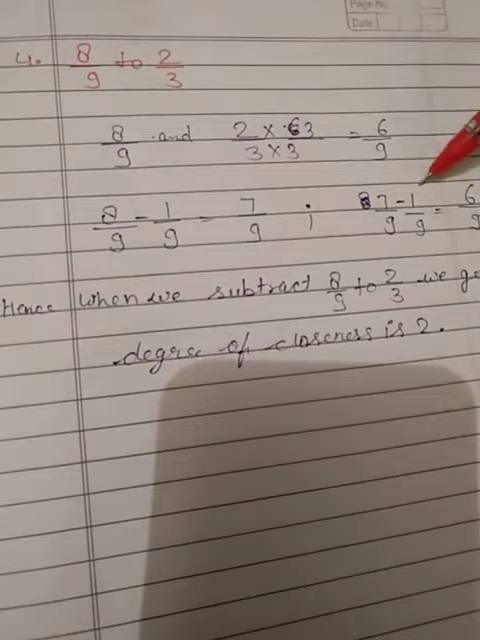 Page No.
Date
4. 8/9 to 2/3
8/9 and 2×3/3×3 = 6/9
8/9 - 1/9 = 7/9 ; 7/9 - 1/9 = 6/9
Hence when we subtract 8/9 to 2/3 we ge
degree of closeness is 2.